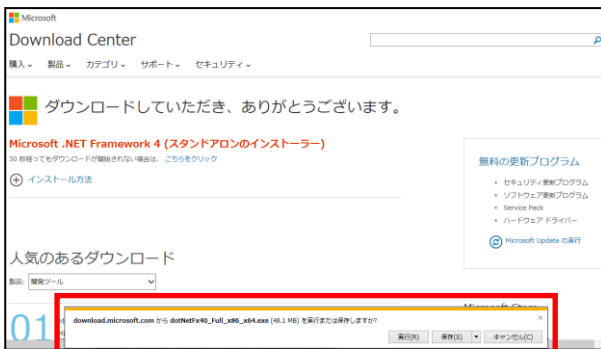 Microsoft
Download Center
購入 製品 カテゴリ サポート セキュリティ
ダウンロードしていただき、ありがとうございます。
Microsoft .NET Framework 4 (スタンドアロンのインストーラー)
30 秒経ってもダウンロードが開始されない場合は、こちらをクリック
インストール方法
無料の更新プログラム
セキュリティ更新プログラム
ソフトウェア更新プログラム
Service Pack
ハードウェア ドライバー
Microsoft Update の実行
人気のあるダウンロード
製品: 開発ツール
01
download.microsoft.com から dotNetFx40_Full_x86_x64.exe (48.1 MB) を実行または保存しますか?
実行(R) 保存(S) キャンセル(C)